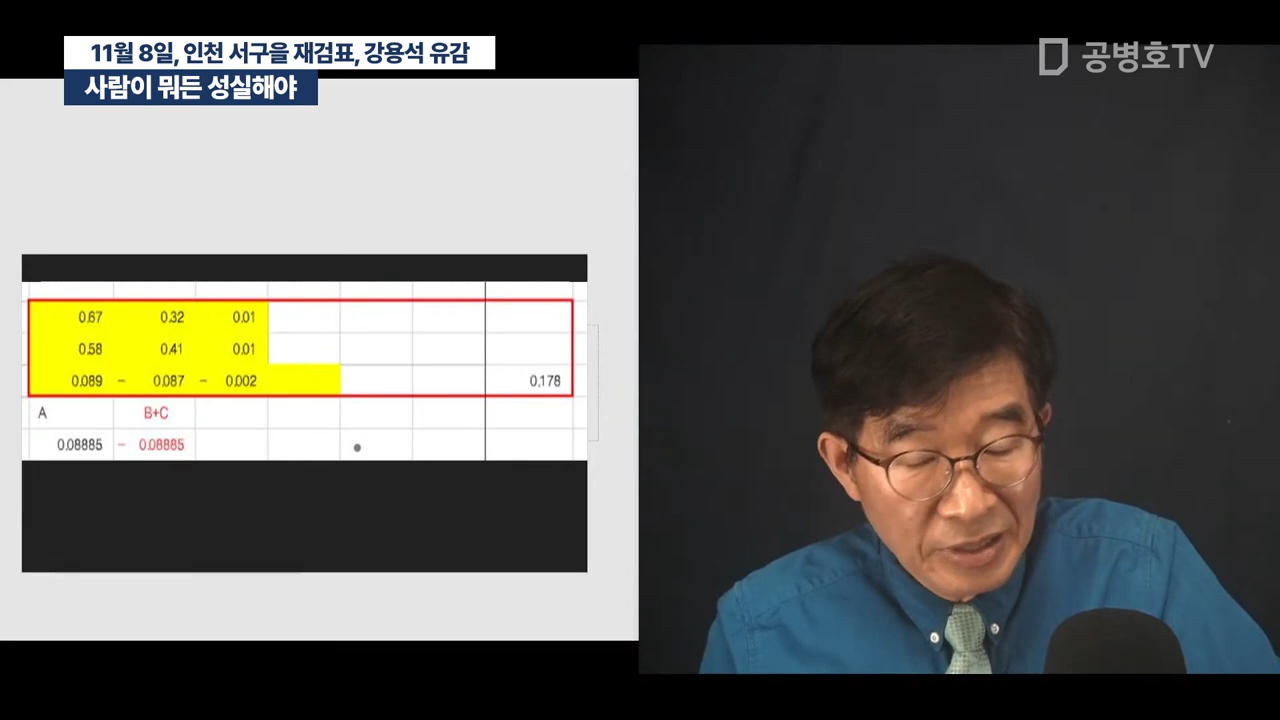 11월 8일, 인천 서구을 재검표, 강용석 유감
사람이 뭐든 성실해야
공병호TV
0.67 0.32 0.01
0.58 0.41 0.01
0.089 - 0.087 - 0.002 0.178
A B+C
0.08885 - 0.08885